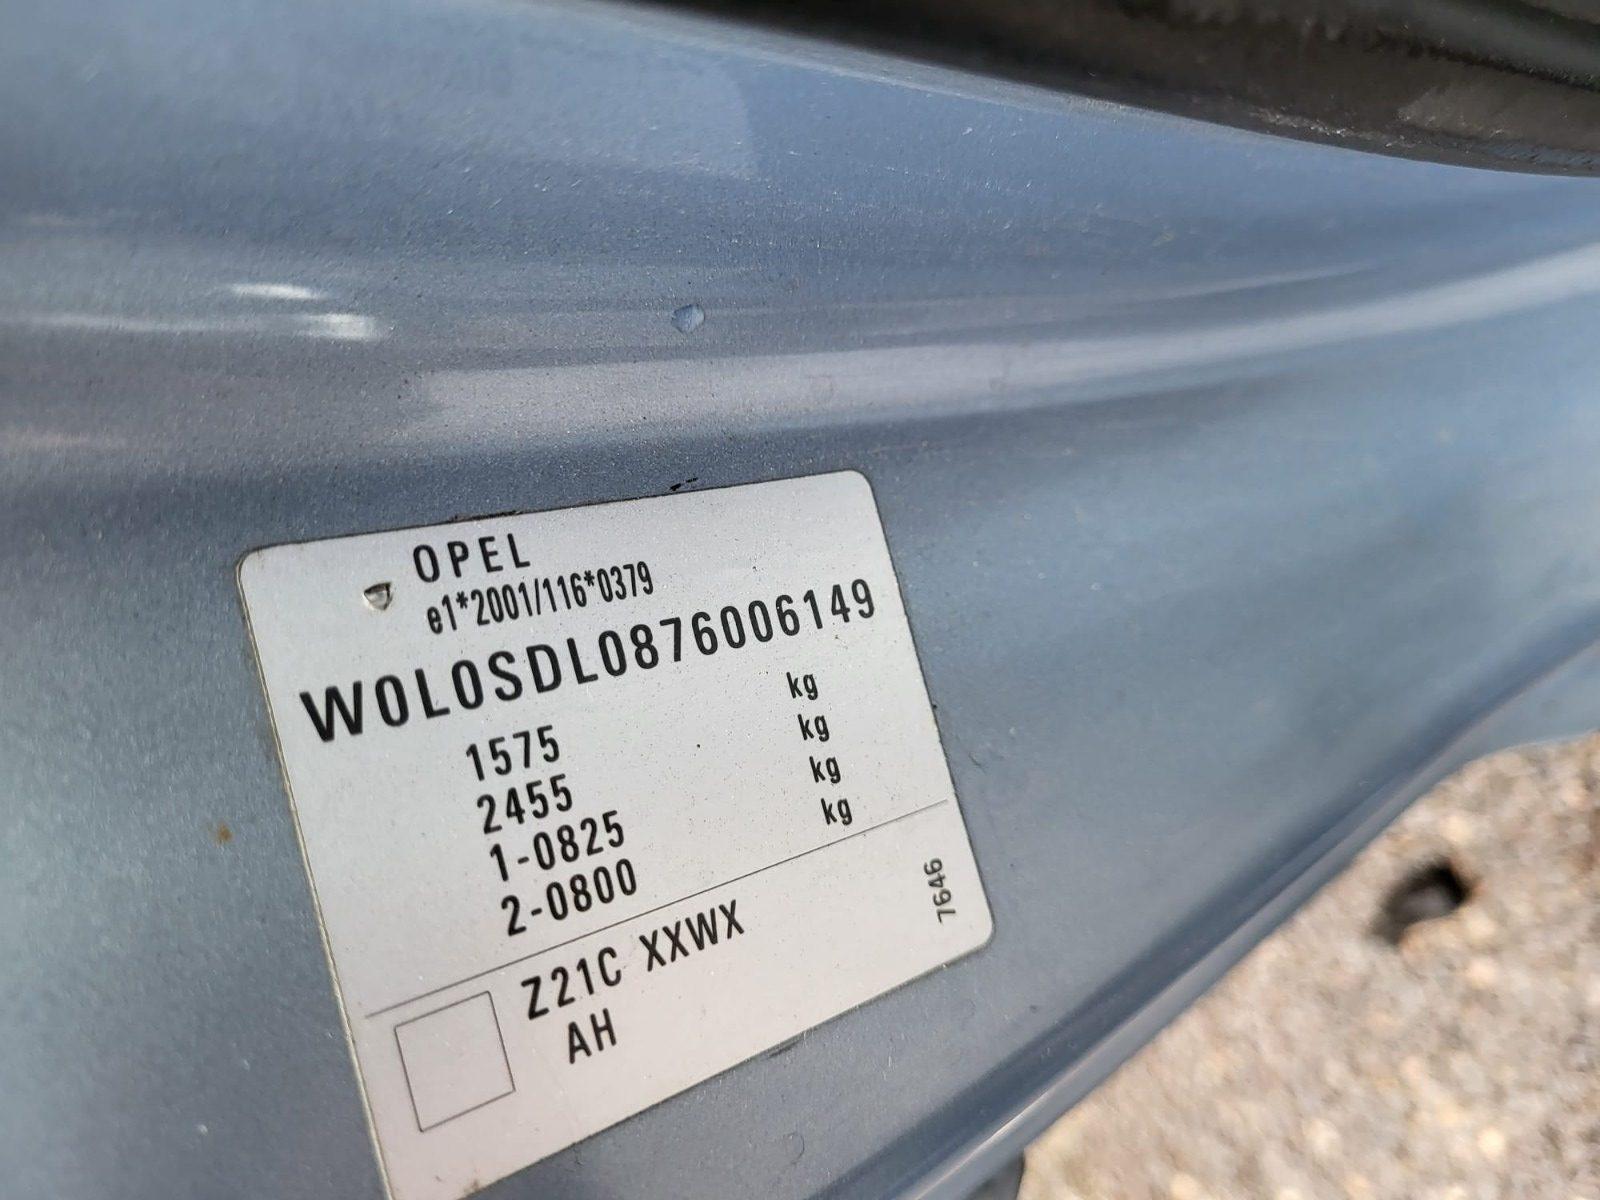 OPEL
e1*2001/116*0379
W0L0SDL0876006149
1575 kg
2455 kg
1-0825 kg
2-0800 kg
Z21C XXWX
AH
7646